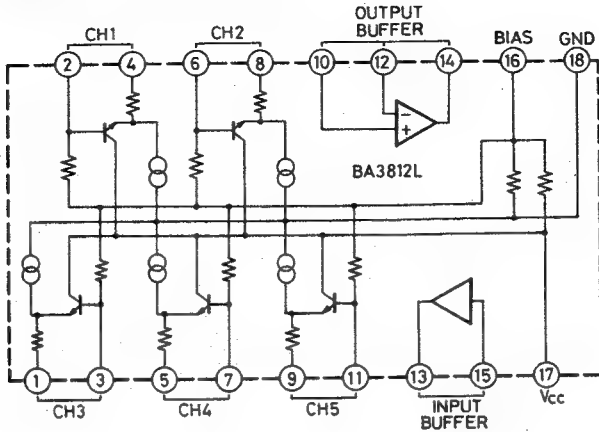 CH1
CH2
OUTPUT
BUFFER
BIAS
GND
2
4
6
8
10
12
14
16
18
−
+
BA3812L
1
3
5
7
9
11
13
15
17
Vcc
CH3
CH4
CH5
INPUT
BUFFER